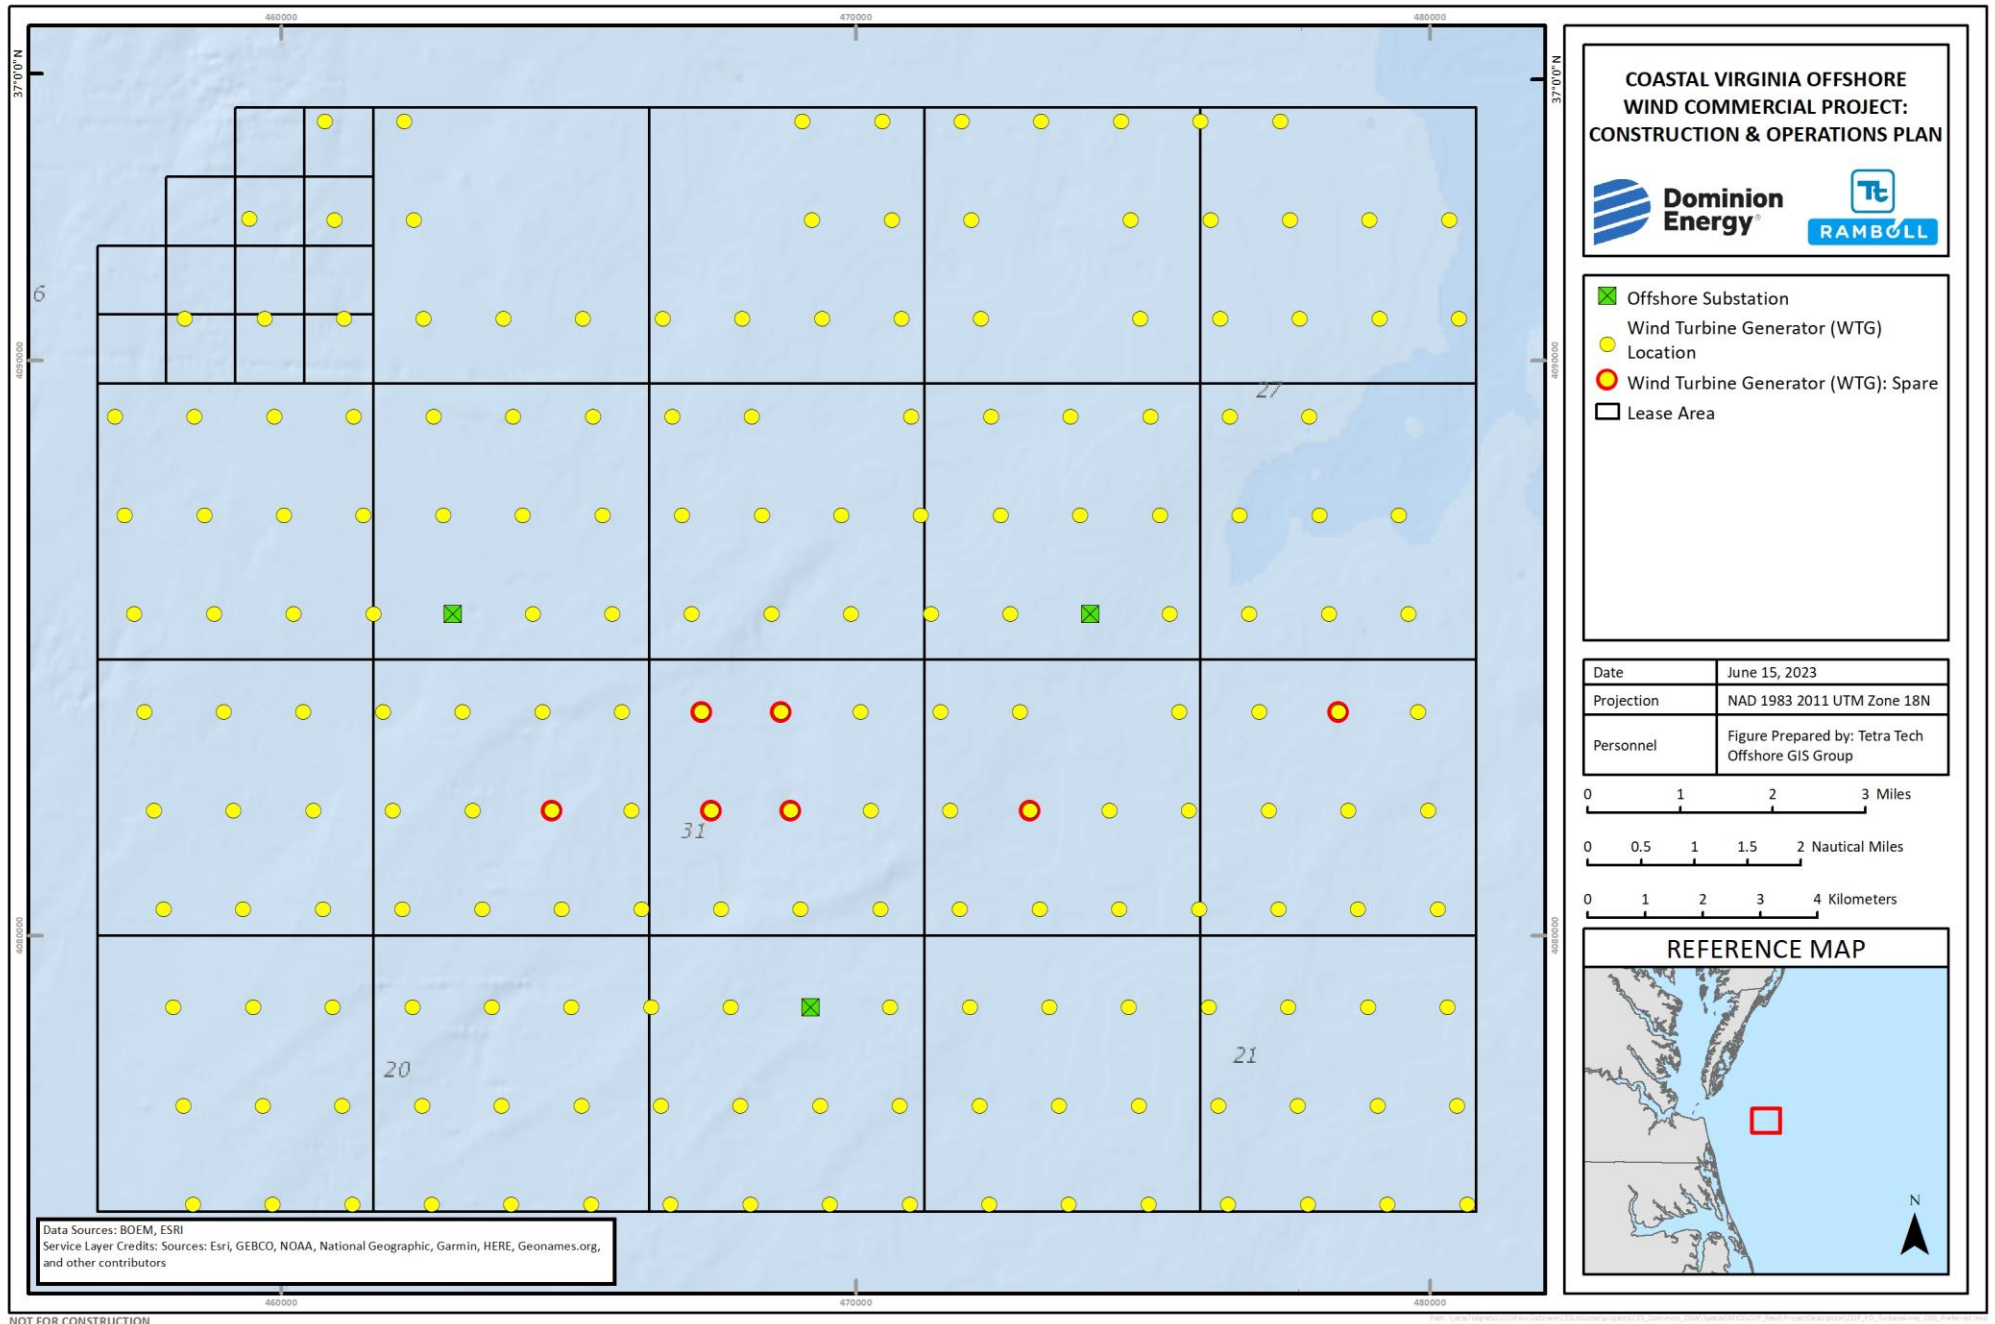 460000
470000
480000
37°0'0"N
37°0'0"N
6
4090000
4090000
27
31
4080000
4080000
20
21
Data Sources: BOEM, ESRI
Service Layer Credits: Sources: Esri, GEBCO, NOAA, National Geographic, Garmin, HERE, Geonames.org,
and other contributors
460000
470000
480000
NOT FOR CONSTRUCTION
COASTAL VIRGINIA OFFSHORE
WIND COMMERCIAL PROJECT:
CONSTRUCTION & OPERATIONS PLAN
Dominion
Energy®
Tt
RAMBOLL
Offshore Substation
Wind Turbine Generator (WTG)
Location
Wind Turbine Generator (WTG): Spare
Lease Area
Date June 15, 2023
Projection NAD 1983 2011 UTM Zone 18N
Personnel Figure Prepared by: Tetra Tech
Offshore GIS Group
0 1 2 3 Miles
0 0.5 1 1.5 2 Nautical Miles
0 1 2 3 4 Kilometers
REFERENCE MAP
N